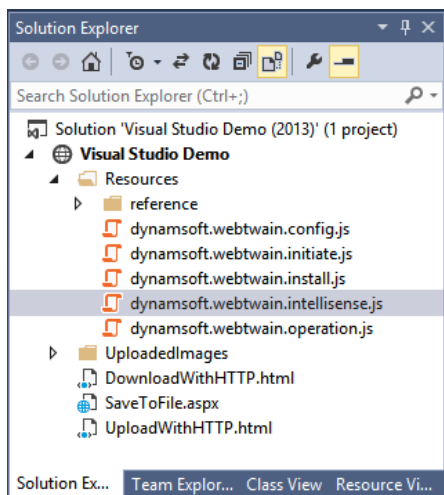 Solution Explorer
Search Solution Explorer (Ctrl+;)
Solution 'Visual Studio Demo (2013)' (1 project)
Visual Studio Demo
Resources
reference
dynamsoft.webtwain.config.js
dynamsoft.webtwain.initiate.js
dynamsoft.webtwain.install.js
dynamsoft.webtwain.intellisense.js
dynamsoft.webtwain.operation.js
UploadedImages
DownloadWithHTTP.html
SaveToFile.aspx
UploadWithHTTP.html
Solution Ex... Team Explor... Class View Resource Vi...